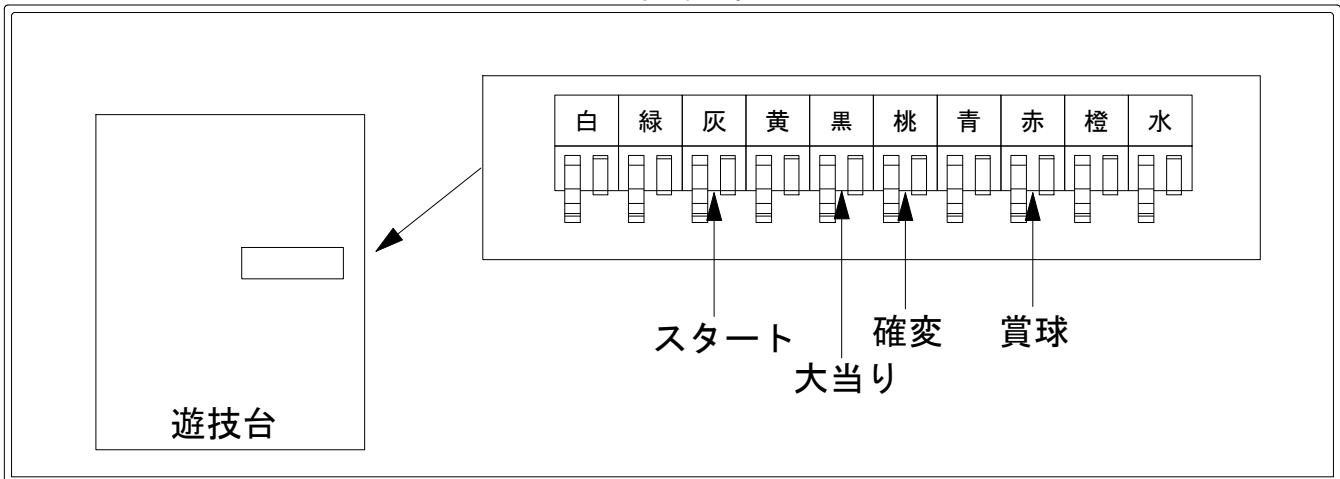 白 緑 灰 黄 黒 桃 青 赤 橙 水
スタート
大当り
確変
賞球
遊技台